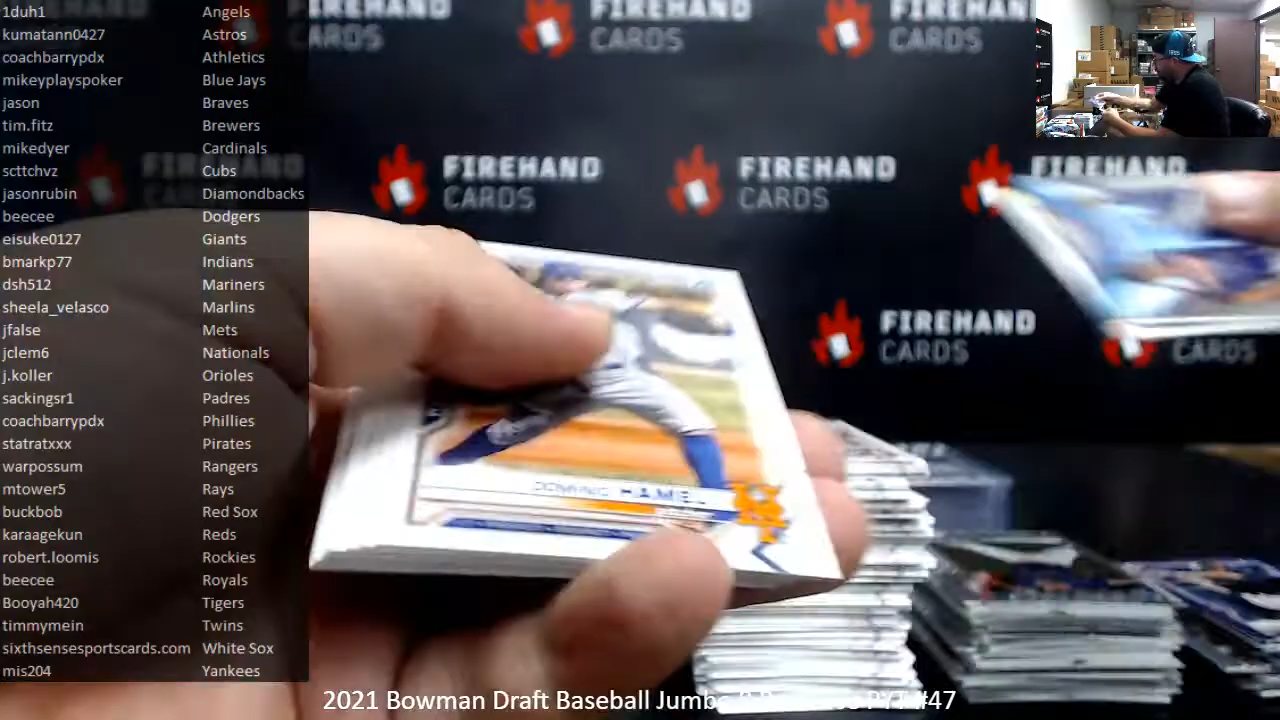 1duh1 Angels
kumatann0427 Astros
coachbarrypdx Athletics
mikeyplayspoker Blue Jays
jason Braves
tim.fitz Brewers
mikedyer Cardinals
scttchvz Cubs
jasonrubin Diamondbacks
beecee Dodgers
eisuke0127 Giants
bmarkp77 Indians
dsh512 Mariners
sheela_velasco Marlins
jfalse Mets
jclem6 Nationals
j.koller Orioles
sackingsr1 Padres
coachbarrypdx Phillies
statratxxx Pirates
warpossum Rangers
mtower5 Rays
buckbob Red Sox
karaagekun Reds
robert.loomis Rockies
beecee Royals
Booyah420 Tigers
timmymein Twins
sixthsensesportscards.com White Sox
mis204 Yankees
FIREHAND
CARDS
FIREHAND
CARDS
FIREHAND
CARDS
FIREHAND
CARDS
FIREHAND
CARDS
FIREHAND
FIREHAND
CARDS
CARDS
HAMEL
2021 Bowman Draft Baseball PYT #47